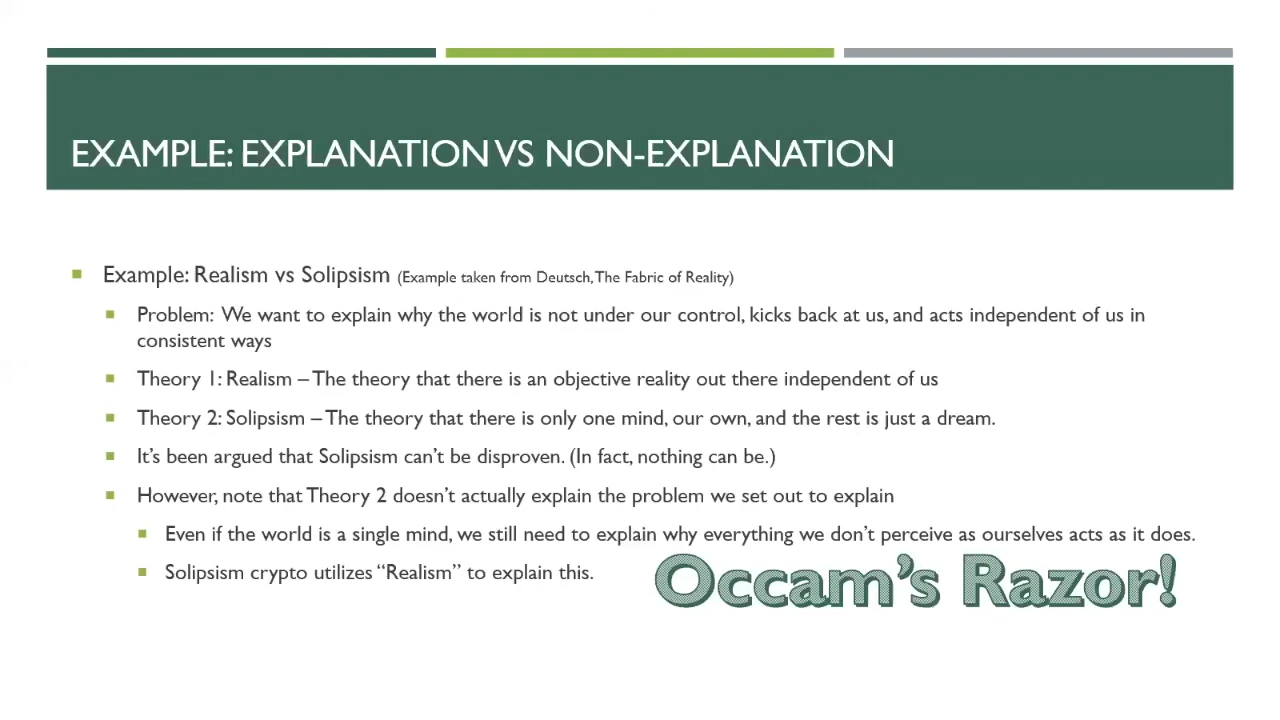 EXAMPLE: EXPLANATION VS NON-EXPLANATION
Example: Realism vs Solipsism (Example taken from Deutsch, The Fabric of Reality)
Problem: We want to explain why the world is not under our control, kicks back at us, and acts independent of us in
consistent ways
Theory 1: Realism – The theory that there is an objective reality out there independent of us
Theory 2: Solipsism – The theory that there is only one mind, our own, and the rest is just a dream.
It's been argued that Solipsism can't be disproven. (In fact, nothing can be.)
However, note that Theory 2 doesn't actually explain the problem we set out to explain
Even if the world is a single mind, we still need to explain why everything we don't perceive as ourselves acts as it does.
Solipsism crypto utilizes “Realism” to explain this.
Occam's Razor!